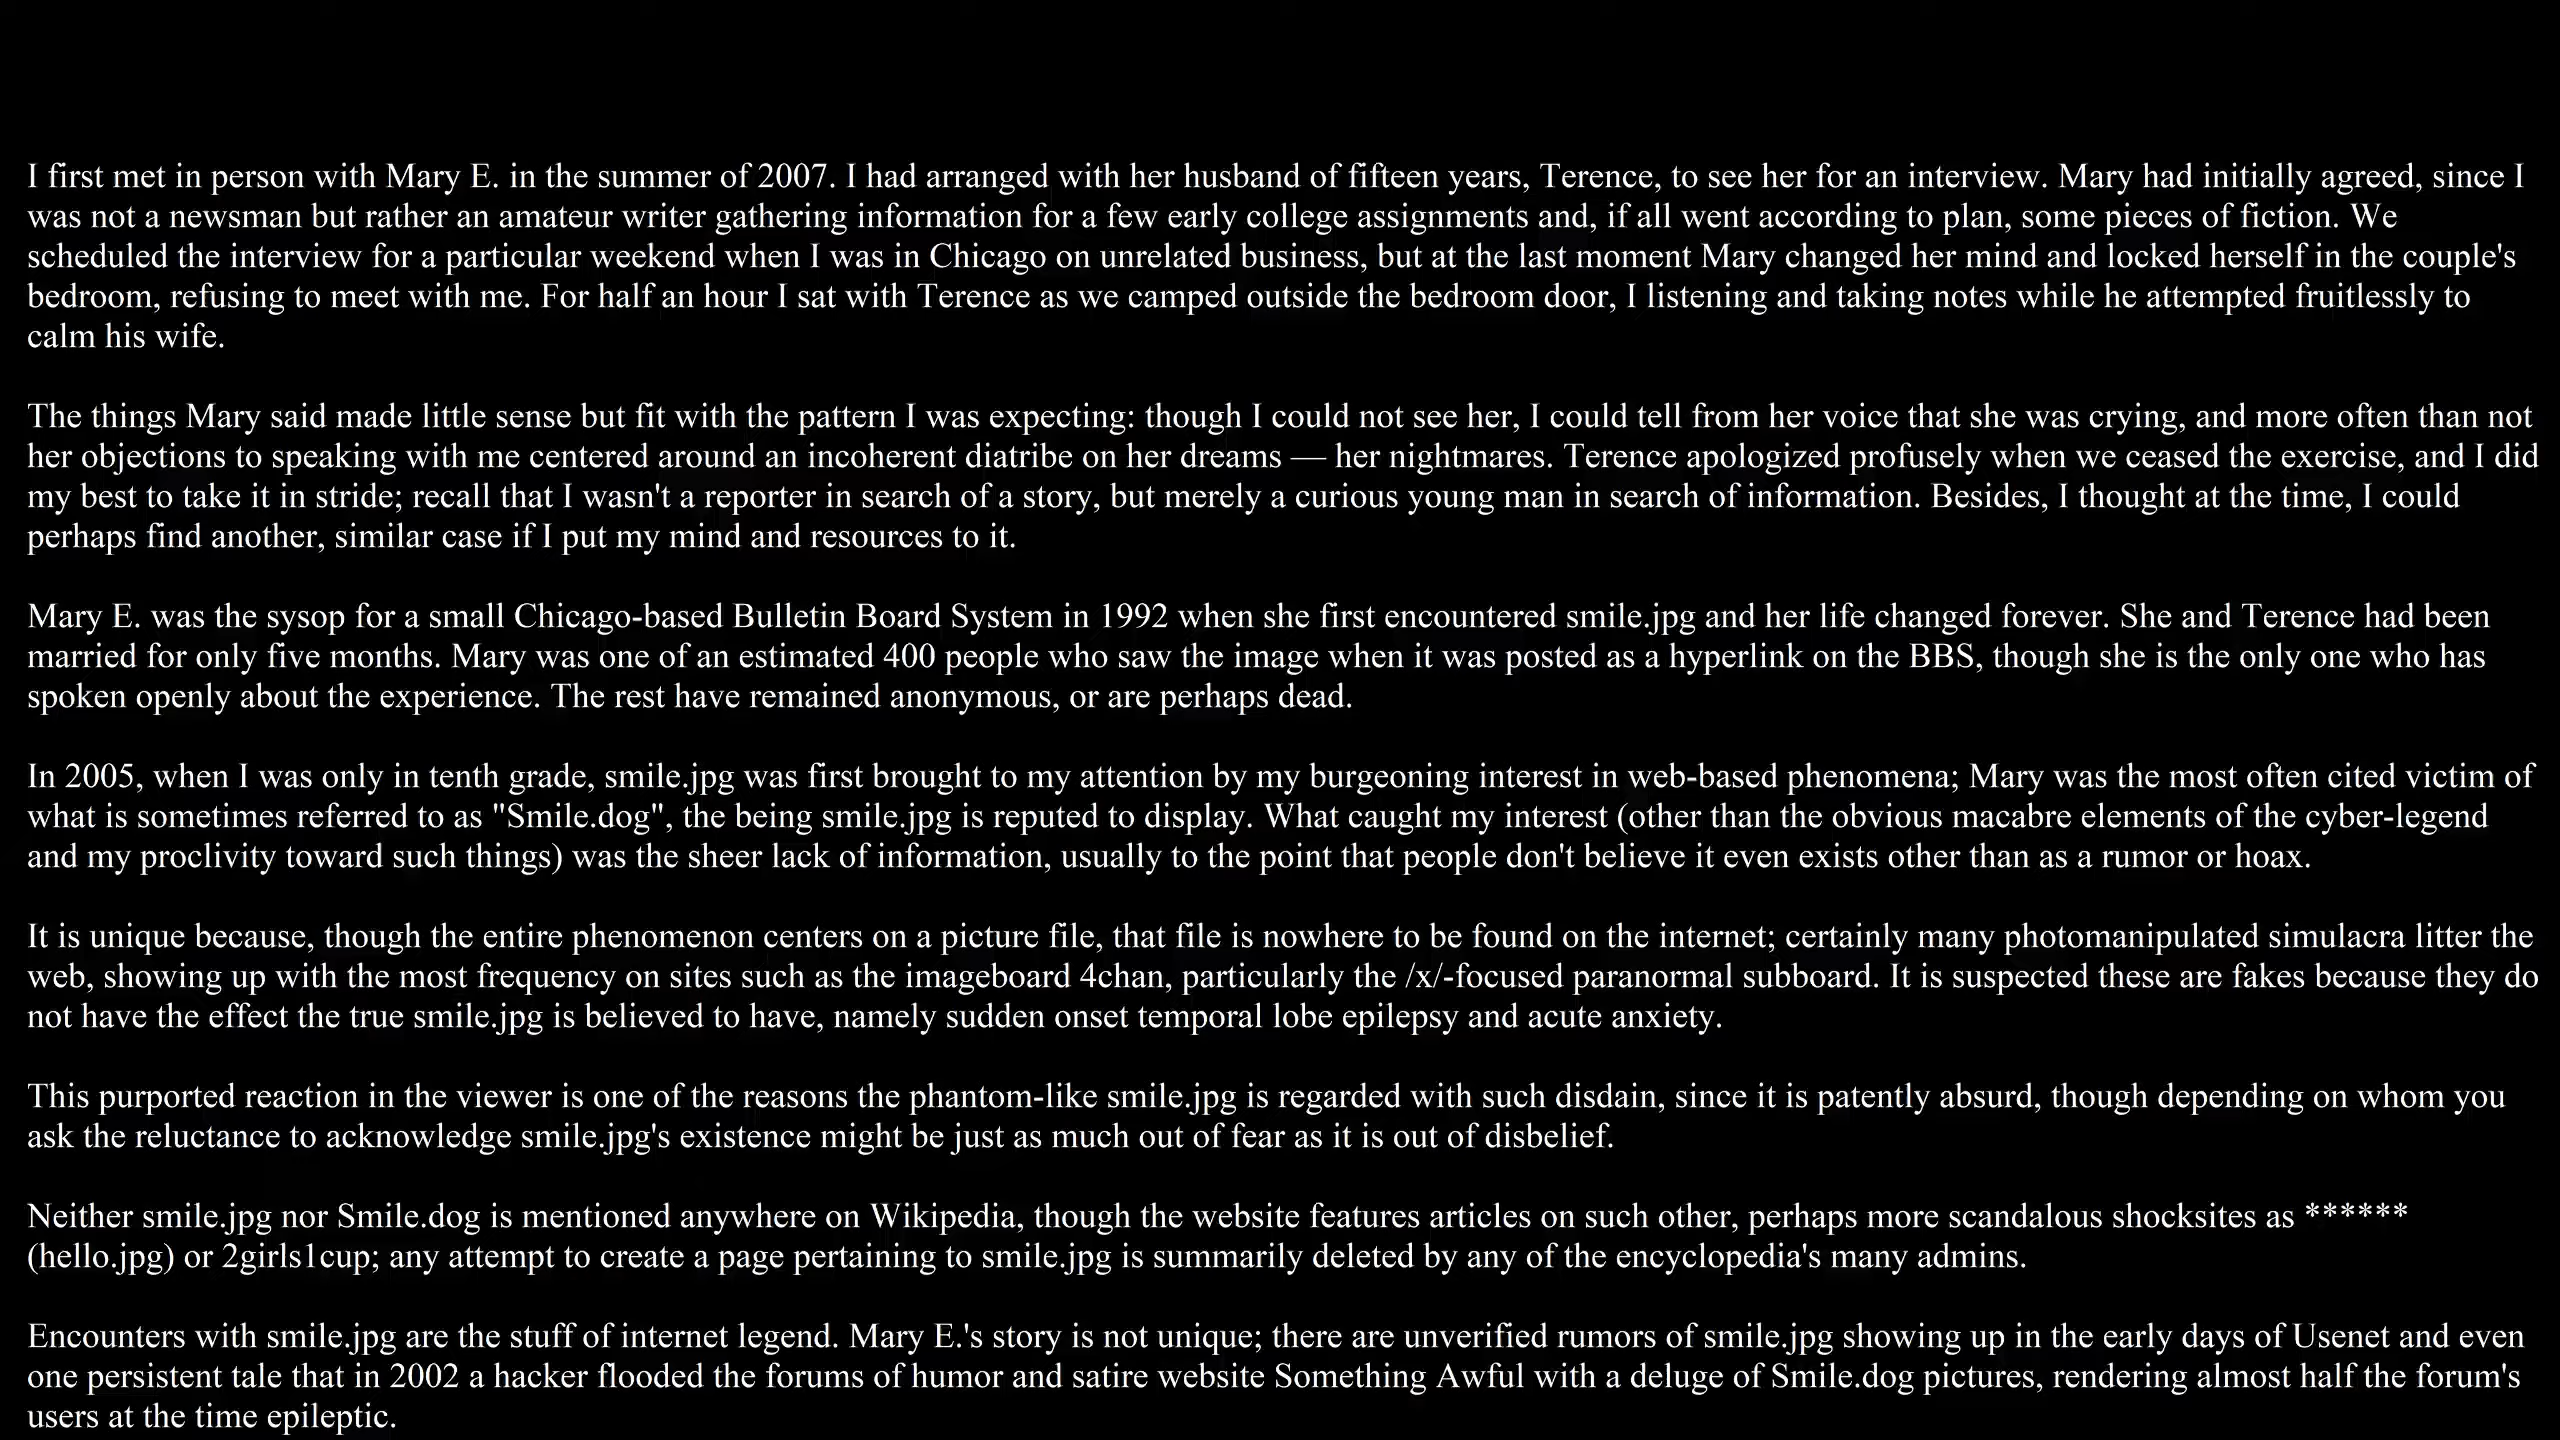 I first met in person with Mary E. in the summer of 2007. I had arranged with her husband of fifteen years, Terence, to see her for an interview. Mary had initially agreed, since I
was not a newsman but rather an amateur writer gathering information for a few early college assignments and, if all went according to plan, some pieces of fiction. We
scheduled the interview for a particular weekend when I was in Chicago on unrelated business, but at the last moment Mary changed her mind and locked herself in the couple's
bedroom, refusing to meet with me. For half an hour I sat with Terence as we camped outside the bedroom door, I listening and taking notes while he attempted fruitlessly to
calm his wife.
The things Mary said made little sense but fit with the pattern I was expecting: though I could not see her, I could tell from her voice that she was crying, and more often than not
her objections to speaking with me centered around an incoherent diatribe on her dreams — her nightmares. Terence apologized profusely when we ceased the exercise, and I did
my best to take it in stride; recall that I wasn't a reporter in search of a story, but merely a curious young man in search of information. Besides, I thought at the time, I could
perhaps find another, similar case if I put my mind and resources to it.
Mary E. was the sysop for a small Chicago-based Bulletin Board System in 1992 when she first encountered smile.jpg and her life changed forever. She and Terence had been
married for only five months. Mary was one of an estimated 400 people who saw the image when it was posted as a hyperlink on the BBS, though she is the only one who has
spoken openly about the experience. The rest have remained anonymous, or are perhaps dead.
In 2005, when I was only in tenth grade, smile.jpg was first brought to my attention by my burgeoning interest in web-based phenomena; Mary was the most often cited victim of
what is sometimes referred to as "Smile.dog", the being smile.jpg is reputed to display. What caught my interest (other than the obvious macabre elements of the cyber-legend
and my proclivity toward such things) was the sheer lack of information, usually to the point that people don't believe it even exists other than as a rumor or hoax.
It is unique because, though the entire phenomenon centers on a picture file, that file is nowhere to be found on the internet; certainly many photomanipulated simulacra litter the
web, showing up with the most frequency on sites such as the imageboard 4chan, particularly the /x/-focused paranormal subboard. It is suspected these are fakes because they do
not have the effect the true smile.jpg is believed to have, namely sudden onset temporal lobe epilepsy and acute anxiety.
This purported reaction in the viewer is one of the reasons the phantom-like smile.jpg is regarded with such disdain, since it is patently absurd, though depending on whom you
ask the reluctance to acknowledge smile.jpg's existence might be just as much out of fear as it is out of disbelief.
Neither smile.jpg nor Smile.dog is mentioned anywhere on Wikipedia, though the website features articles on such other, perhaps more scandalous shocksites as ******
(hello.jpg) or 2girls1cup; any attempt to create a page pertaining to smile.jpg is summarily deleted by any of the encyclopedia's many admins.
Encounters with smile.jpg are the stuff of internet legend. Mary E.'s story is not unique; there are unverified rumors of smile.jpg showing up in the early days of Usenet and even
one persistent tale that in 2002 a hacker flooded the forums of humor and satire website Something Awful with a deluge of Smile.dog pictures, rendering almost half the forum's
users at the time epileptic.